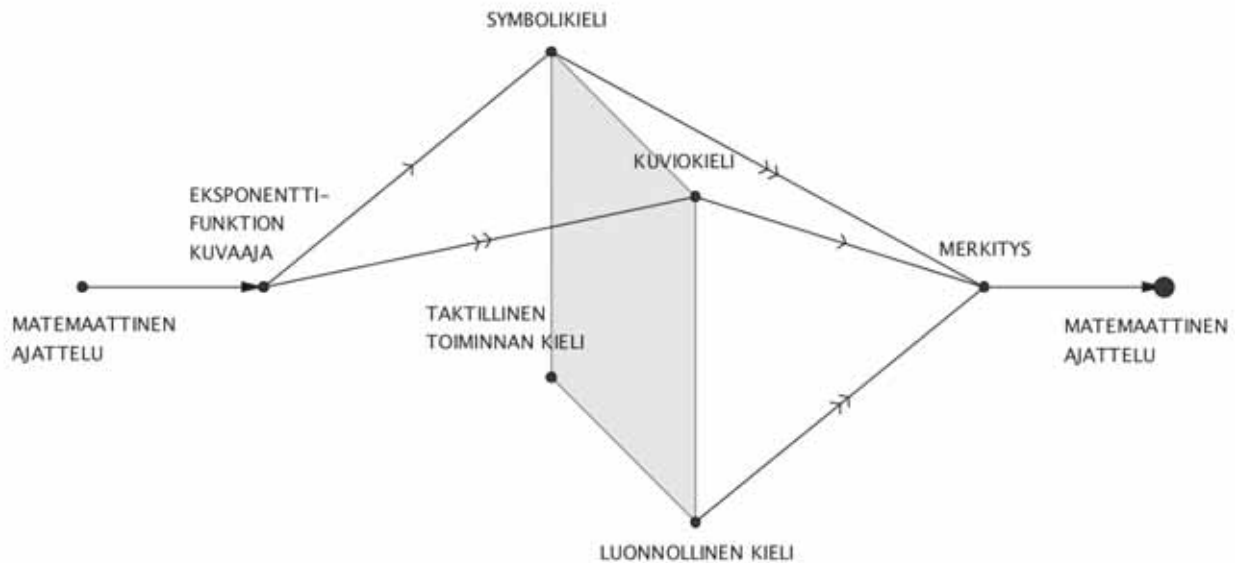 SYMBOLIKIELI
KUVIOKIELI
EKSPONENTTI-
FUNKTION
KUVAAJA
MERKITYS
MATEMAATTINEN
AJATTELU
TAKTILLINEN
TOIMINNAN KIELI
MATEMAATTINEN
AJATTELU
LUONNOLLINEN KIELI